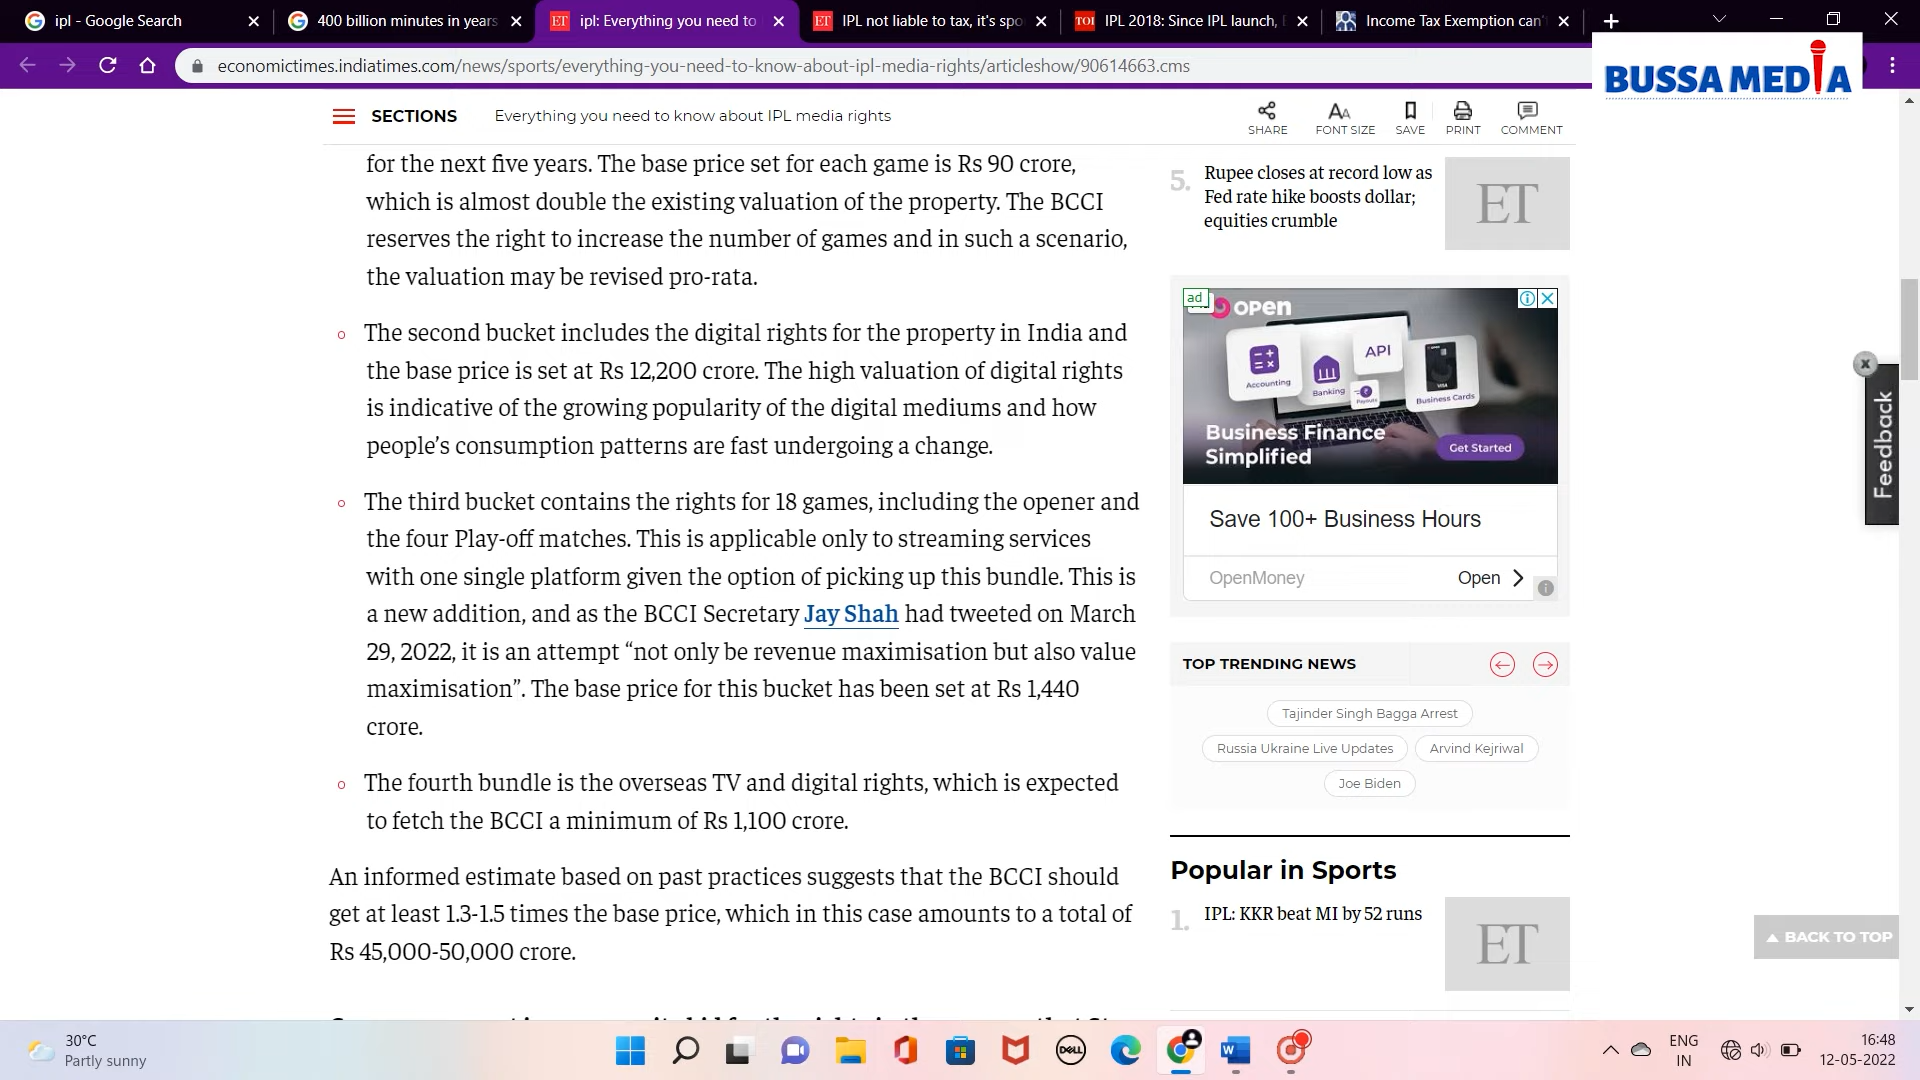 ipl - Google Search
400 billion minutes in years
ipl: Everything you need to
IPL not liable to tax, it's spo
IPL 2018: Since IPL launch,
Income Tax Exemption can'
economictimes.indiatimes.com/news/sports/everything-you-need-to-know-about-ipl-media-rights/articleshow/90614663.cms
BUSSA MEDIA
SECTIONS
Everything you need to know about IPL media rights
SHARE
FONT SIZE
SAVE
PRINT
COMMENT
for the next five years. The base price set for each game is Rs 90 crore,
which is almost double the existing valuation of the property. The BCCI
reserves the right to increase the number of games and in such a scenario,
the valuation may be revised pro-rata.
The second bucket includes the digital rights for the property in India and
the base price is set at Rs 12,200 crore. The high valuation of digital rights
is indicative of the growing popularity of the digital mediums and how
people's consumption patterns are fast undergoing a change.
The third bucket contains the rights for 18 games, including the opener and
the four Play-off matches. This is applicable only to streaming services
with one single platform given the option of picking up this bundle. This is
a new addition, and as the BCCI Secretary Jay Shah had tweeted on March
29, 2022, it is an attempt “not only be revenue maximisation but also value
maximisation”. The base price for this bucket has been set at Rs 1,440
crore.
The fourth bundle is the overseas TV and digital rights, which is expected
to fetch the BCCI a minimum of Rs 1,100 crore.
An informed estimate based on past practices suggests that the BCCI should
get at least 1.3-1.5 times the base price, which in this case amounts to a total of
Rs 45,000-50,000 crore.
5.
Rupee closes at record low as
Fed rate hike boosts dollar;
equities crumble
ET
ad
OPEN
Accounting
Banking
API
Payouts
Business Cards
Business Finance
Simplified
Get Started
Save 100+ Business Hours
OpenMoney
Open
TOP TRENDING NEWS
Tajinder Singh Bagga Arrest
Russia Ukraine Live Updates
Arvind Kejriwal
Joe Biden
Popular in Sports
1.
IPL: KKR beat MI by 52 runs
ET
Feedback
BACK TO TOP
30°C
Partly sunny
DELL
ENG
IN
16:48
12-05-2022